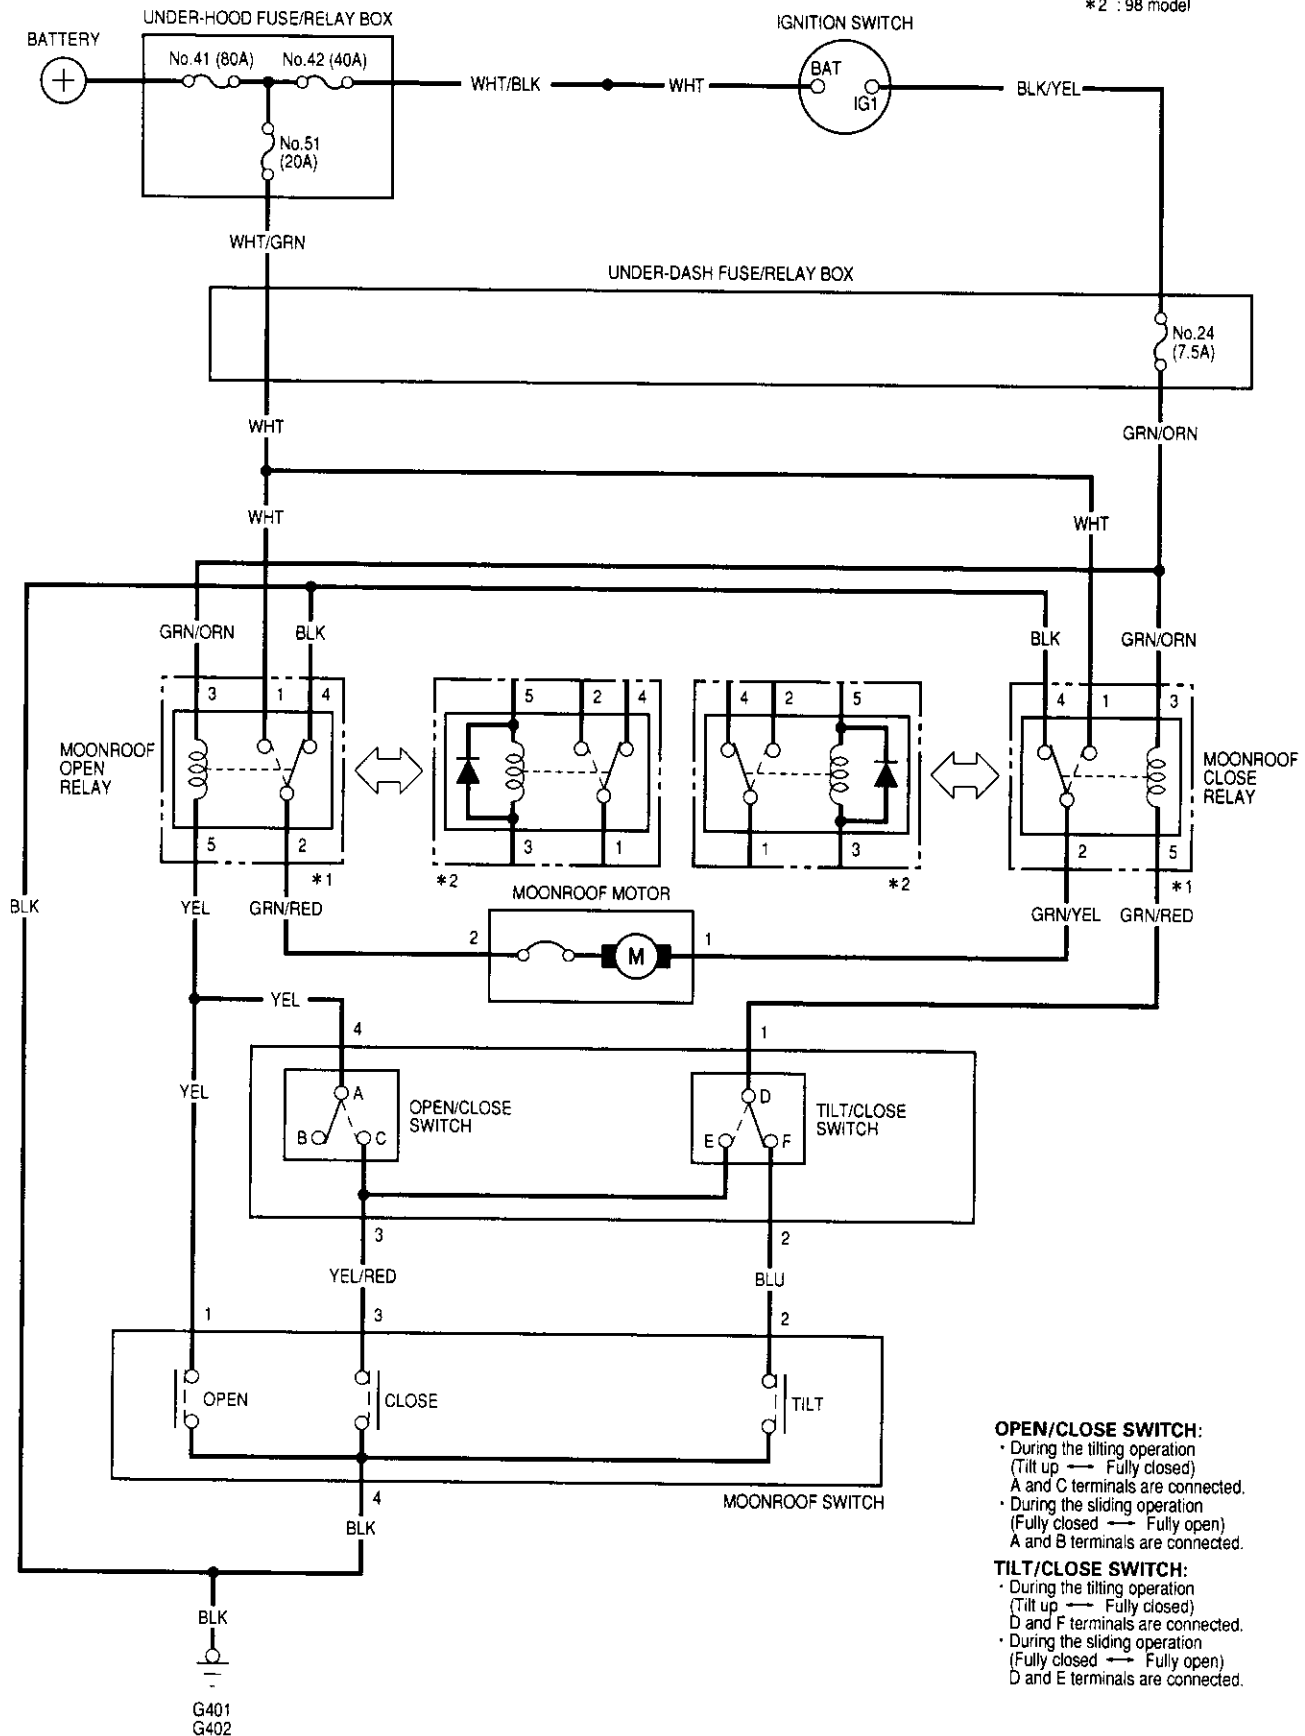 *2 : 98 model
UNDER-HOOD FUSE/RELAY BOX
IGNITION SWITCH
BATTERY
No.41 (80A)
No.42 (40A)
WHT/BLK
WHT
BAT
IG1
BLK/YEL
No.51
(20A)
WHT/GRN
UNDER-DASH FUSE/RELAY BOX
No.24
(7.5A)
WHT
GRN/ORN
WHT
WHT
GRN/ORN
BLK
BLK
GRN/ORN
3
1
4
5
2
4
4
2
5
4
1
3
MOONROOF
OPEN
RELAY
MOONROOF
CLOSE
RELAY
5
2
3
1
1
3
2
5
*1
*2
*2
*1
BLK
YEL
GRN/RED
MOONROOF MOTOR
GRN/YEL
GRN/RED
2
M
1
YEL
4
1
YEL
A
B
C
OPEN/CLOSE
SWITCH
D
E
F
TILT/CLOSE
SWITCH
3
2
YEL/RED
BLU
1
3
2
OPEN
CLOSE
TILT
4
MOONROOF SWITCH
BLK
BLK
G401
G402
OPEN/CLOSE SWITCH:
· During the tilting operation
(Tilt up ⟷ Fully closed)
A and C terminals are connected.
· During the sliding operation
(Fully closed ⟷ Fully open)
A and B terminals are connected.
TILT/CLOSE SWITCH:
· During the tilting operation
(Tilt up ⟷ Fully closed)
D and F terminals are connected.
· During the sliding operation
(Fully closed ⟷ Fully open)
D and E terminals are connected.